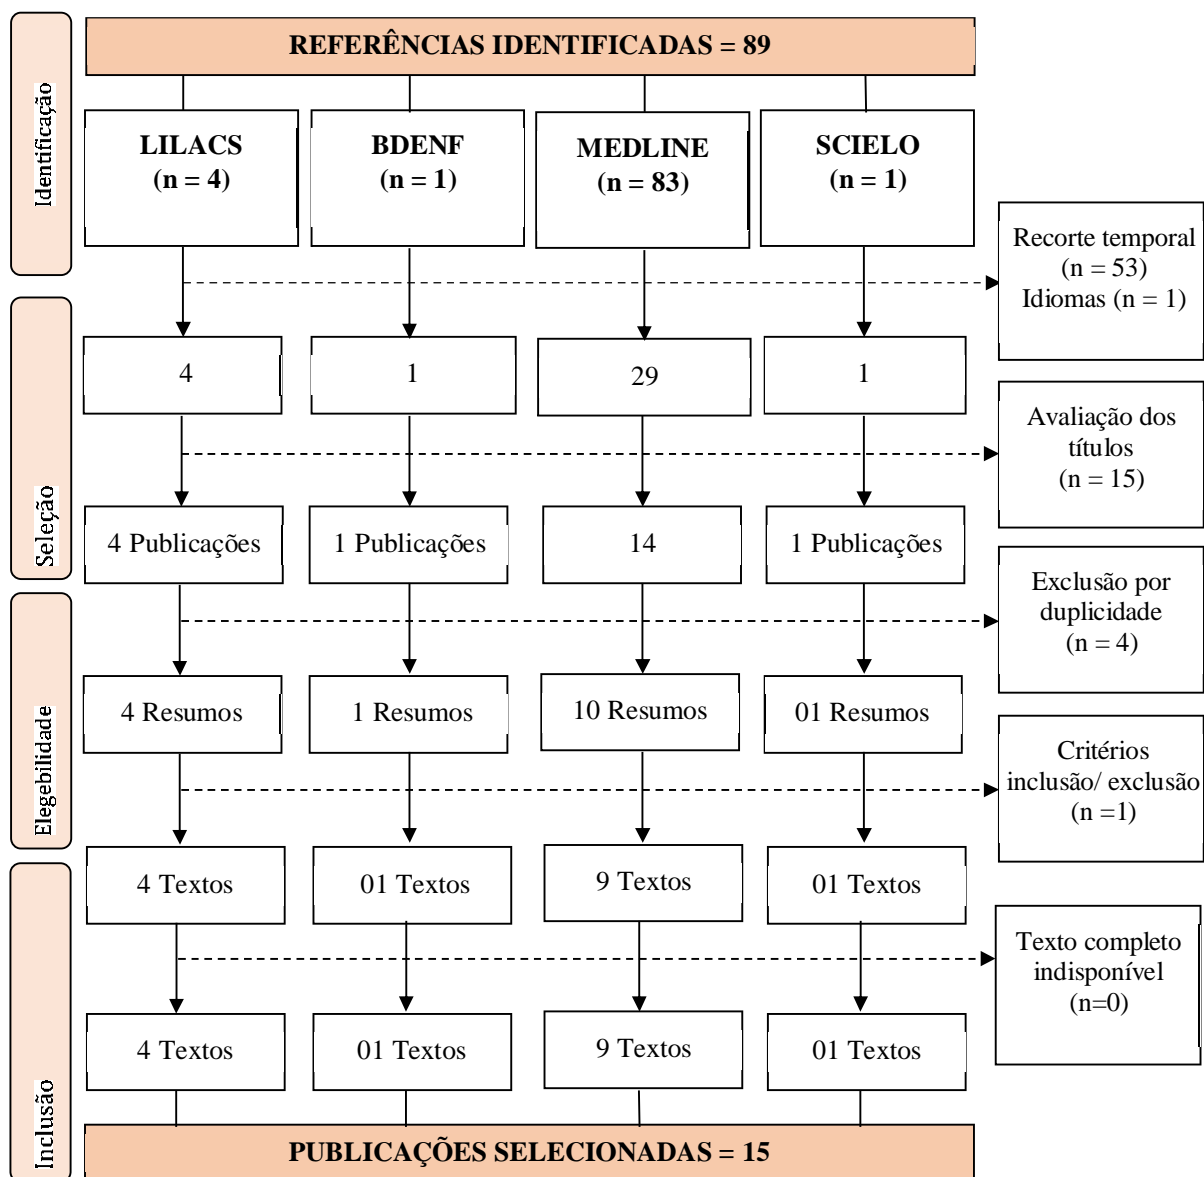 REFERÊNCIAS IDENTIFICADAS = 89
Identificação
LILACS
(n = 4)
BDENF
(n = 1)
MEDLINE
(n = 83)
SCIELO
(n = 1)
Recorte temporal
(n = 53)
Idiomas (n = 1)
Seleção
4
1
29
1
Avaliação dos
títulos
(n = 15)
4 Publicações
1 Publicações
14
1 Publicações
Exclusão por
duplicidade
(n = 4)
Elegebilidade
4 Resumos
1 Resumos
10 Resumos
01 Resumos
Critérios
inclusão/ exclusão
(n =1)
Inclusão
4 Textos
01 Textos
9 Textos
01 Textos
Texto completo
indisponível
(n=0)
4 Textos
01 Textos
9 Textos
01 Textos
PUBLICAÇÕES SELECIONADAS = 15